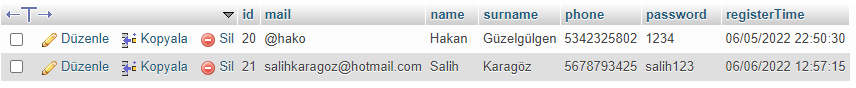 id mail name surname phone password registerTime
Düzenle Kopyala Sil 20 @hako Hakan Güzelgülgen 5342325802 1234 06/05/2022 22:50:30
Düzenle Kopyala Sil 21 salihkaragoz@hotmail.com Salih Karagöz 5678793425 salih123 06/06/2022 12:57:15